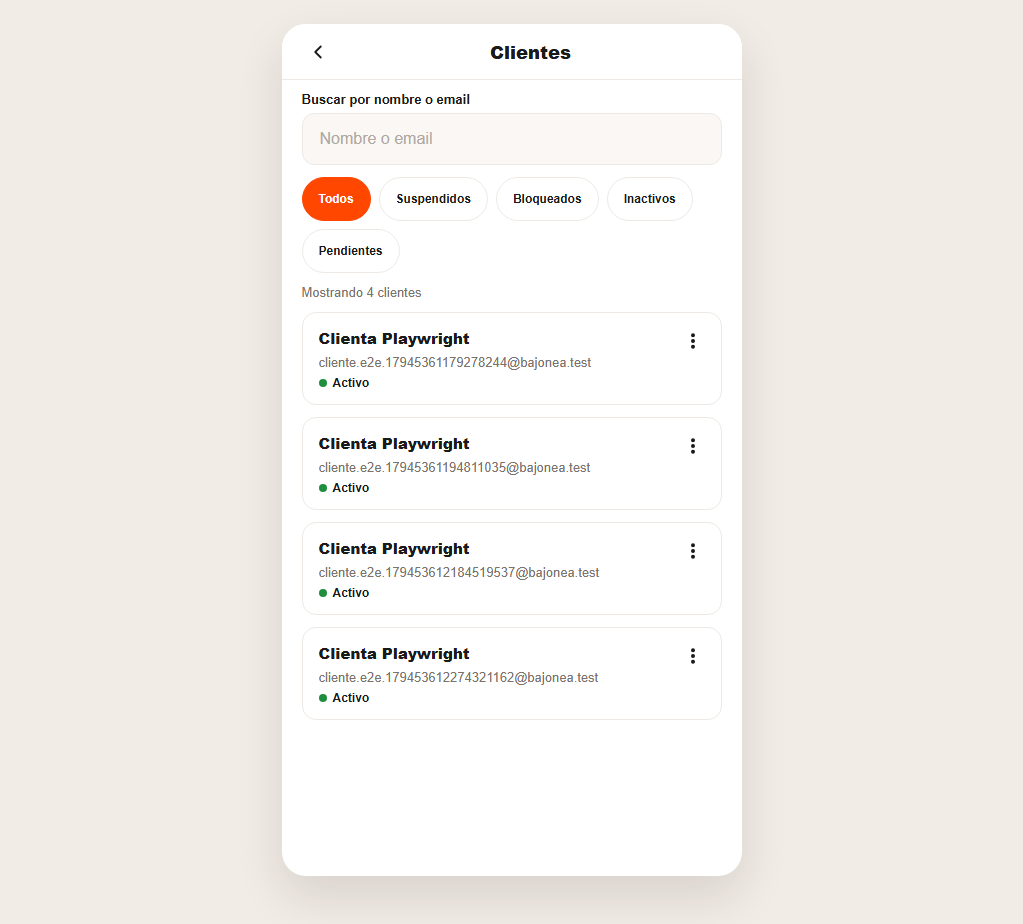 Clientes
Buscar por nombre o email
Nombre o email
Todos
Suspendidos
Bloqueados
Inactivos
Pendientes
Mostrando 4 clientes
Clienta Playwright
cliente.e2e.17945361179278244@bajonea.test
Activo
Clienta Playwright
cliente.e2e.17945361194811035@bajonea.test
Activo
Clienta Playwright
cliente.e2e.179453612184519537@bajonea.test
Activo
Clienta Playwright
cliente.e2e.179453612274321162@bajonea.test
Activo